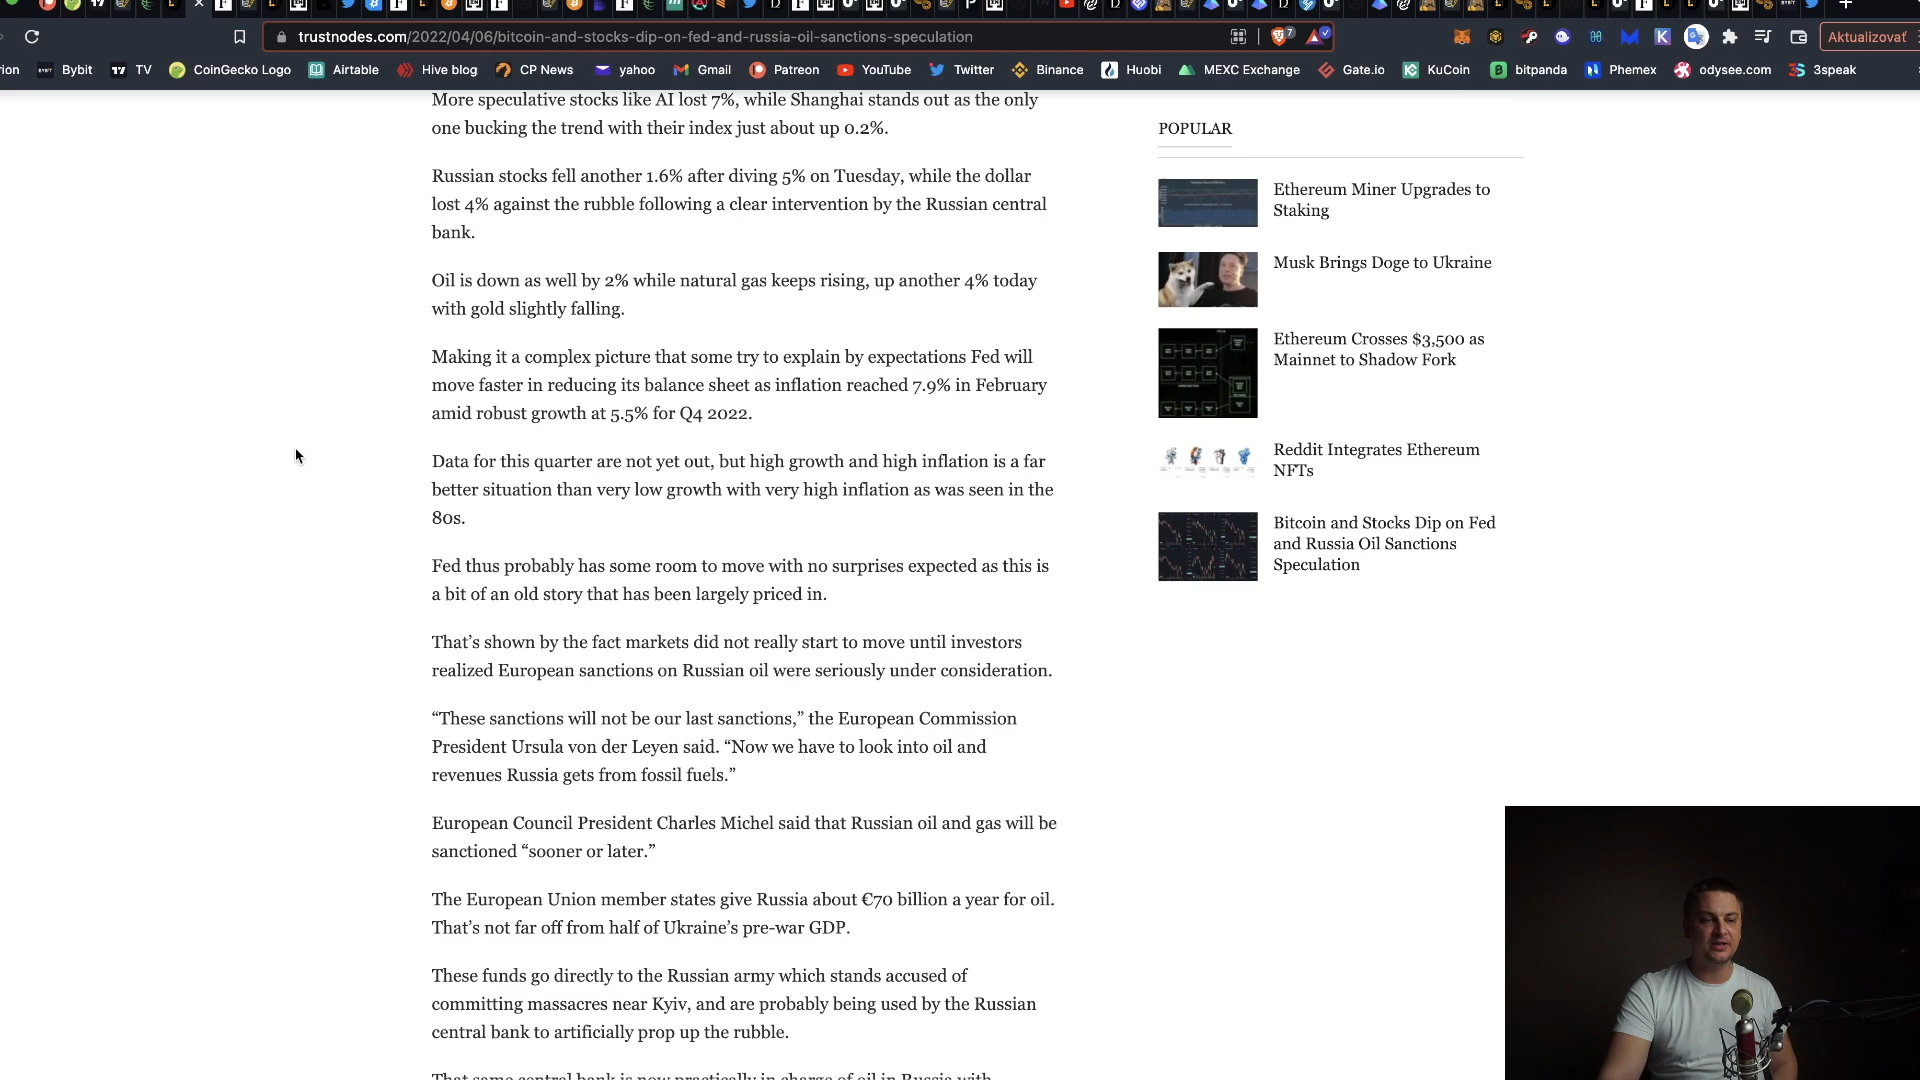 trustnodes.com/2022/04/06/bitcoin-and-stocks-dip-on-fed-and-russia-oil-sanctions-speculation
7
Aktualizovať
rion Bybit TV CoinGecko Logo Airtable Hive blog CP News yahoo Gmail Patreon YouTube Twitter Binance Huobi MEXC Exchange Gate.io KuCoin bitpanda Phemex odysee.com 3speak
More speculative stocks like AI lost 7%, while Shanghai stands out as the only
one bucking the trend with their index just about up 0.2%.
Russian stocks fell another 1.6% after diving 5% on Tuesday, while the dollar
lost 4% against the rubble following a clear intervention by the Russian central
bank.
Oil is down as well by 2% while natural gas keeps rising, up another 4% today
with gold slightly falling.
Making it a complex picture that some try to explain by expectations Fed will
move faster in reducing its balance sheet as inflation reached 7.9% in February
amid robust growth at 5.5% for Q4 2022.
Data for this quarter are not yet out, but high growth and high inflation is a far
better situation than very low growth with very high inflation as was seen in the
80s.
Fed thus probably has some room to move with no surprises expected as this is
a bit of an old story that has been largely priced in.
That’s shown by the fact markets did not really start to move until investors
realized European sanctions on Russian oil were seriously under consideration.
“These sanctions will not be our last sanctions,” the European Commission
President Ursula von der Leyen said. “Now we have to look into oil and
revenues Russia gets from fossil fuels.”
European Council President Charles Michel said that Russian oil and gas will be
sanctioned “sooner or later.”
The European Union member states give Russia about €70 billion a year for oil.
That’s not far off from half of Ukraine’s pre-war GDP.
These funds go directly to the Russian army which stands accused of
committing massacres near Kyiv, and are probably being used by the Russian
central bank to artificially prop up the rubble.
That same central bank is now practically in charge of oil in Russia with
POPULAR
Ethereum Miner Upgrades to
Staking
Musk Brings Doge to Ukraine
Ethereum Crosses $3,500 as
Mainnet to Shadow Fork
Reddit Integrates Ethereum
NFTs
Bitcoin and Stocks Dip on Fed
and Russia Oil Sanctions
Speculation